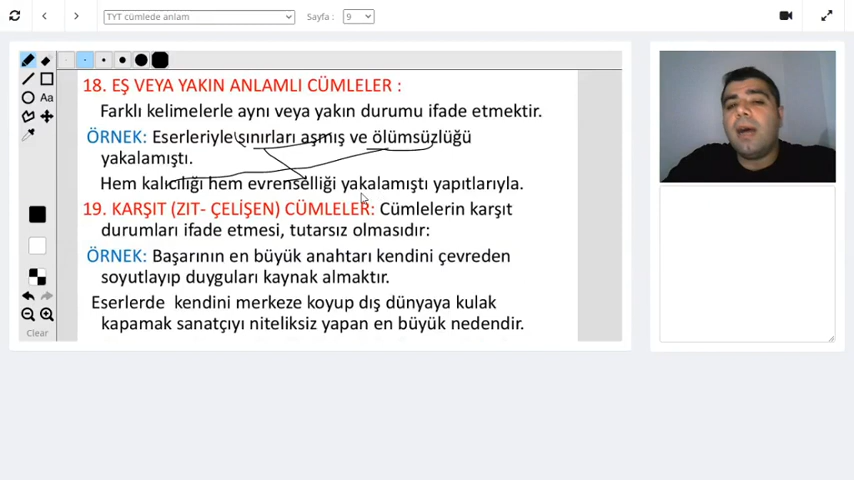 TYT cümlede anlam
Sayfa :
9
18. EŞ VEYA YAKIN ANLAMLI CÜMLELER :
Farklı kelimelerle aynı veya yakın durumu ifade etmektir.
ÖRNEK: Eserleriyle sınırları aşmış ve ölümsüzlüğü
yakalamıştı.
Hem kalıcılığı hem evrenselliği yakalamıştı yapıtlarıyla.
19. KARŞIT (ZIT- ÇELİŞEN) CÜMLELER: Cümlelerin karşıt
durumları ifade etmesi, tutarsız olmasıdır:
ÖRNEK: Başarının en büyük anahtarı kendini çevreden
soyutlayıp duyguları kaynak almaktır.
Eserlerde kendini merkeze koyup dış dünyaya kulak
kapamak sanatçıyı niteliksiz yapan en büyük nedendir.
Aa
Clear